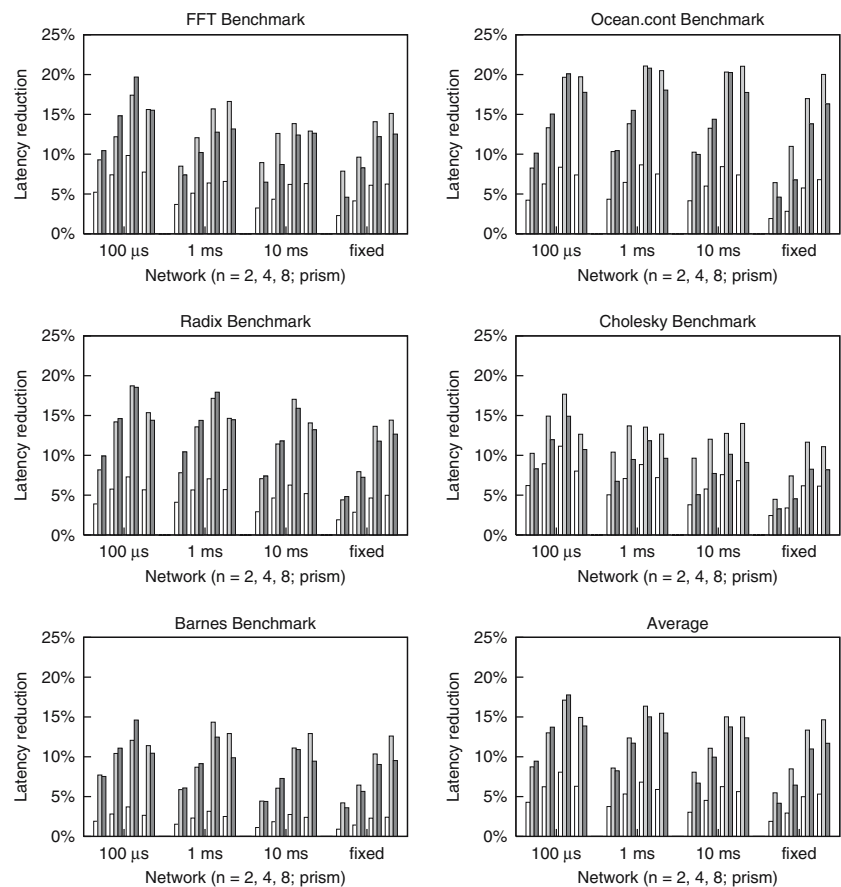 FFT Benchmark
25%
20%
15%
10%
5%
0%
Latency reduction
100 μs 1 ms 10 ms fixed
Network (n = 2, 4, 8; prism)
Ocean.cont Benchmark
25%
20%
15%
10%
5%
0%
Latency reduction
100 μs 1 ms 10 ms fixed
Network (n = 2, 4, 8; prism)
Radix Benchmark
25%
20%
15%
10%
5%
0%
Latency reduction
100 μs 1 ms 10 ms fixed
Network (n = 2, 4, 8; prism)
Cholesky Benchmark
25%
20%
15%
10%
5%
0%
Latency reduction
100 μs 1 ms 10 ms fixed
Network (n = 2, 4, 8; prism)
Barnes Benchmark
25%
20%
15%
10%
5%
0%
Latency reduction
100 μs 1 ms 10 ms fixed
Network (n = 2, 4, 8; prism)
Average
25%
20%
15%
10%
5%
0%
Latency reduction
100 μs 1 ms 10 ms fixed
Network (n = 2, 4, 8; prism)